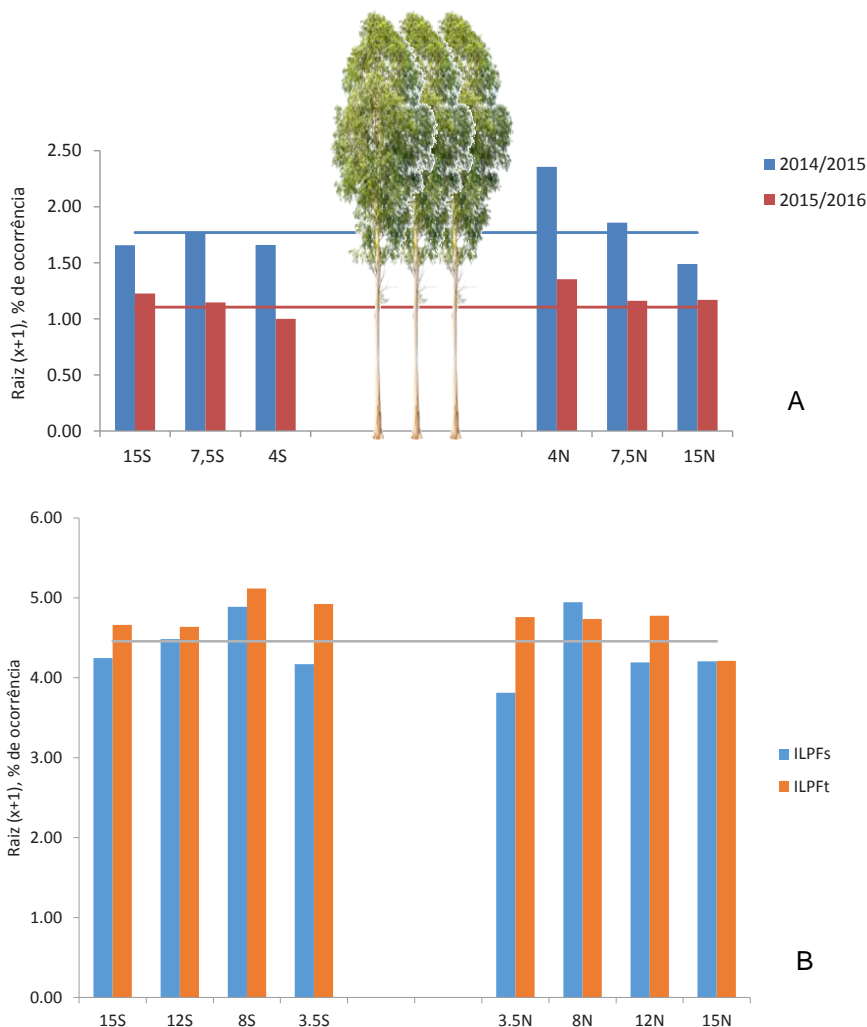 2.50
2.00
1.50
1.00
0.50
0.00
Raiz (x+1), % de ocorrência
15S 7,5S 4S 4N 7,5N 15N
2014/2015
2015/2016
A
6.00
5.00
4.00
3.00
2.00
1.00
0.00
Raiz (x+1), % de ocorrência
15S 12S 8S 3.5S 3.5N 8N 12N 15N
ILPFs
ILPFt
B